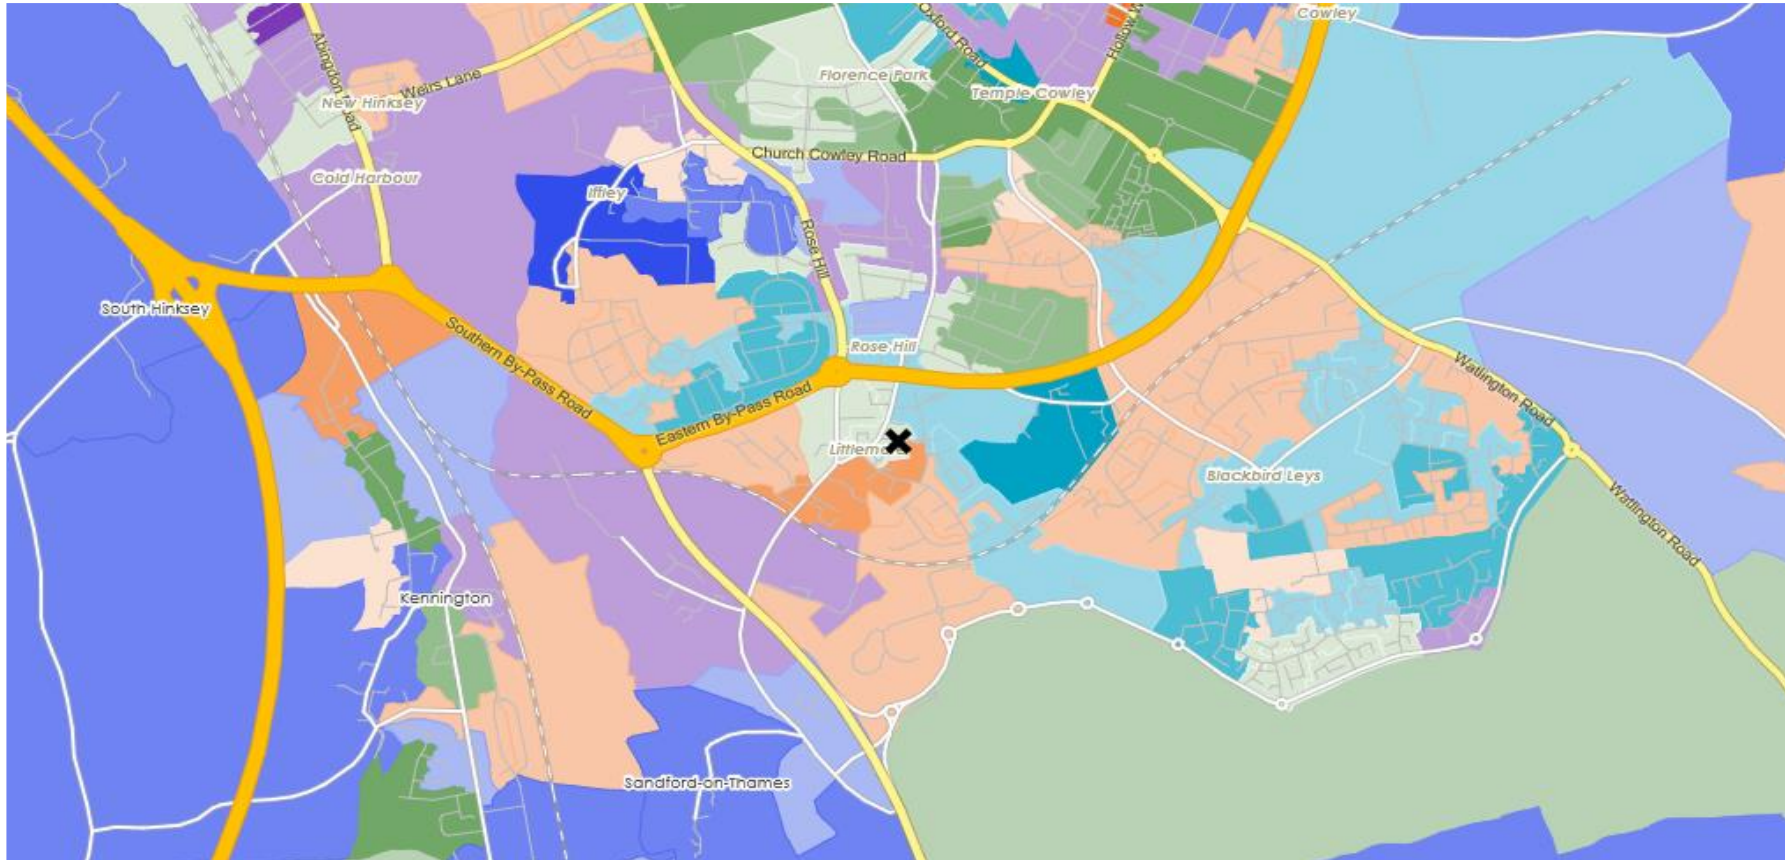 Cowley
Oxford Road
Hollow W
Abingdon Road
Weirs Lane
New Hinksey
Florence Park
Temple Cowley
Church Cowley Road
Cold Harbour
Iffley
Rose Hill
South Hinksey
Southern By-Pass Road
Rose Hill
Eastern By-Pass Road
Watlington Road
Littlem
Blackbird Leys
Watlington Road
Kennington
Sandford-on-Thames